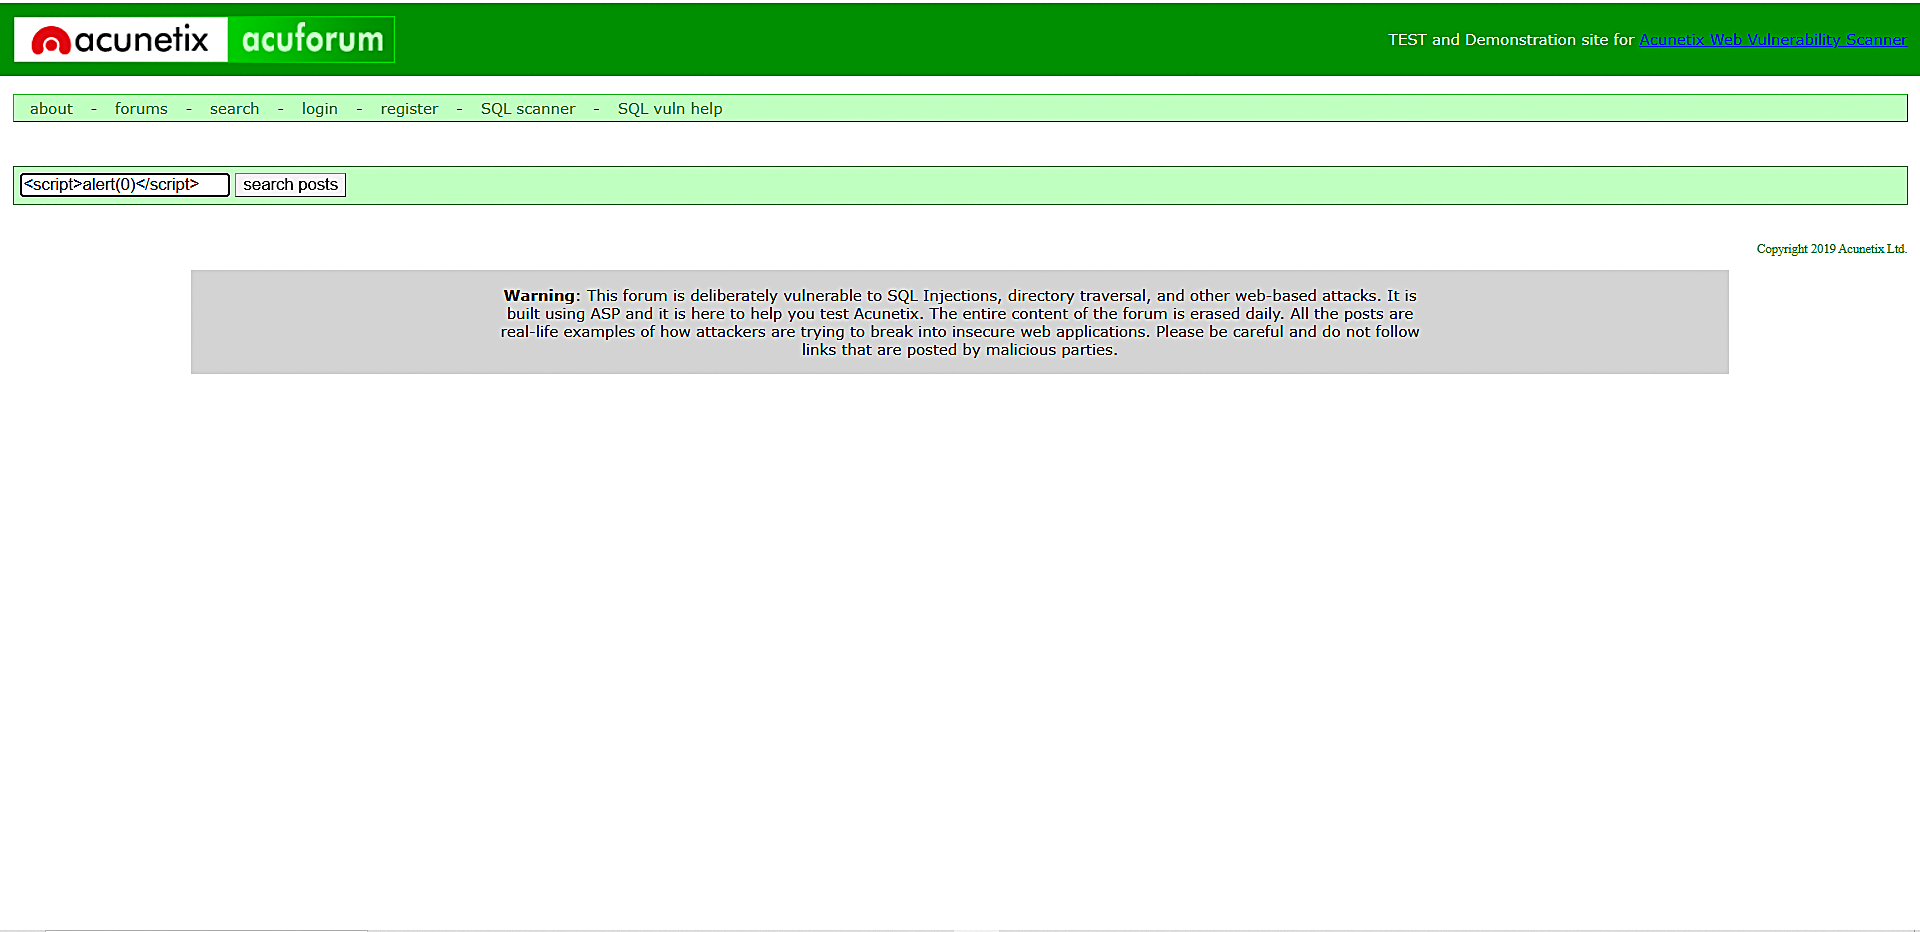 acunetix acuforum
TEST and Demonstration site for Acunetix Web Vulnerability Scanner
about - forums - search - login - register - SQL scanner - SQL vuln help
<script>alert(0)</script> search posts
Copyright 2019 Acunetix Ltd.
Warning: This forum is deliberately vulnerable to SQL Injections, directory traversal, and other web-based attacks. It is
built using ASP and it is here to help you test Acunetix. The entire content of the forum is erased daily. All the posts are
real-life examples of how attackers are trying to break into insecure web applications. Please be careful and do not follow
links that are posted by malicious parties.